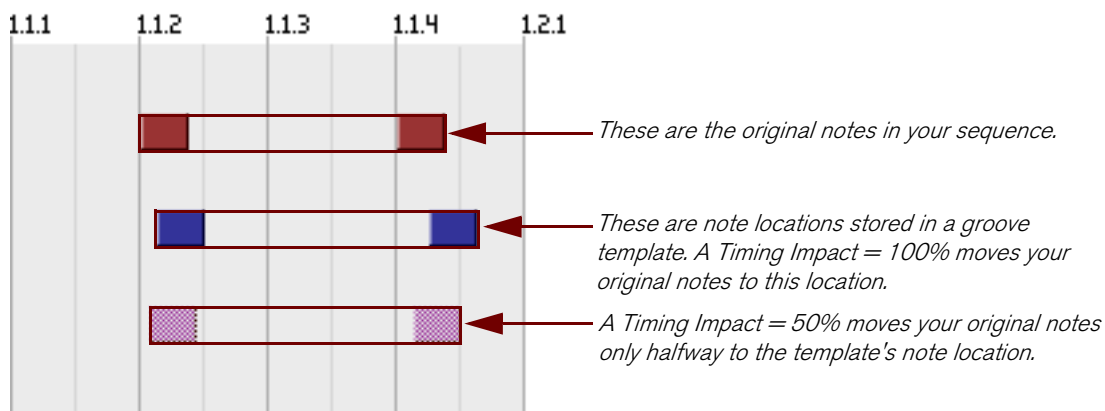 1.1.1 1.1.2 1.1.3 1.1.4 1.2.1
These are the original notes in your sequence.
These are note locations stored in a groove
template. A Timing Impact = 100% moves your
original notes to this location.
A Timing Impact = 50% moves your original notes
only halfway to the template's note location.